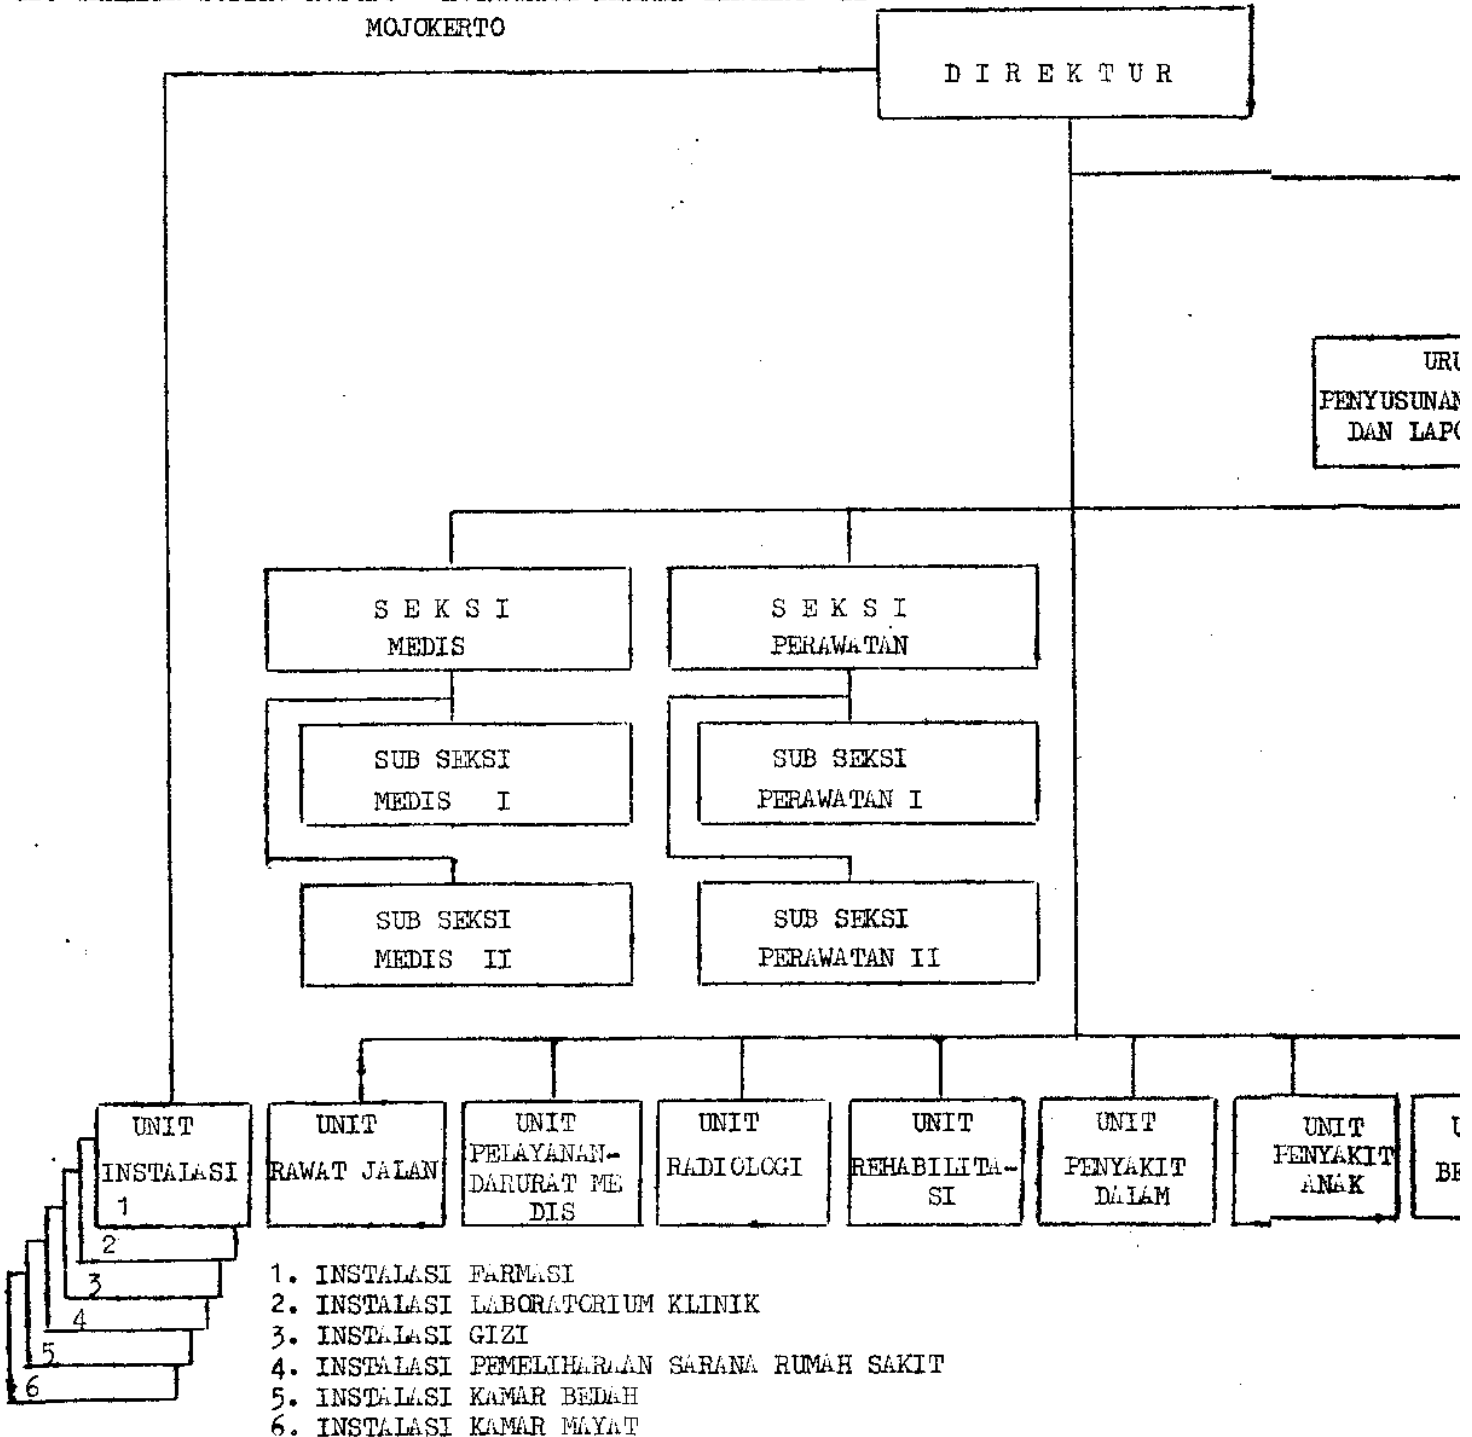 MOJOKERTO
D I R E K T U R
PENYUSUNAN
DAN
S E K S I
MEDIS
S E K S I
PERAWATAN
SUB SEKSI
MEDIS I
SUB SEKSI
PERAWATAN I
SUB SEKSI
MEDIS II
SUB SEKSI
PERAWATAN II
UNIT
INSTALASI
1
2
3
4
5
6
UNIT
RAWAT JALAN
UNIT
PELAYANAN-
DARURAT ME
DIS
UNIT
RADIOLOGI
UNIT
REHABILITA-
SI
UNIT
PENYAKIT
DALAM
UNIT
PENYAKIT
ANAK
1. INSTALASI FARMASI
2. INSTALASI LABORATORIUM KLINIK
3. INSTALASI GIZI
4. INSTALASI PEMELIHARAAN SARANA RUMAH SAKIT
5. INSTALASI KAMAR BEDAH
6. INSTALASI KAMAR MAYAT